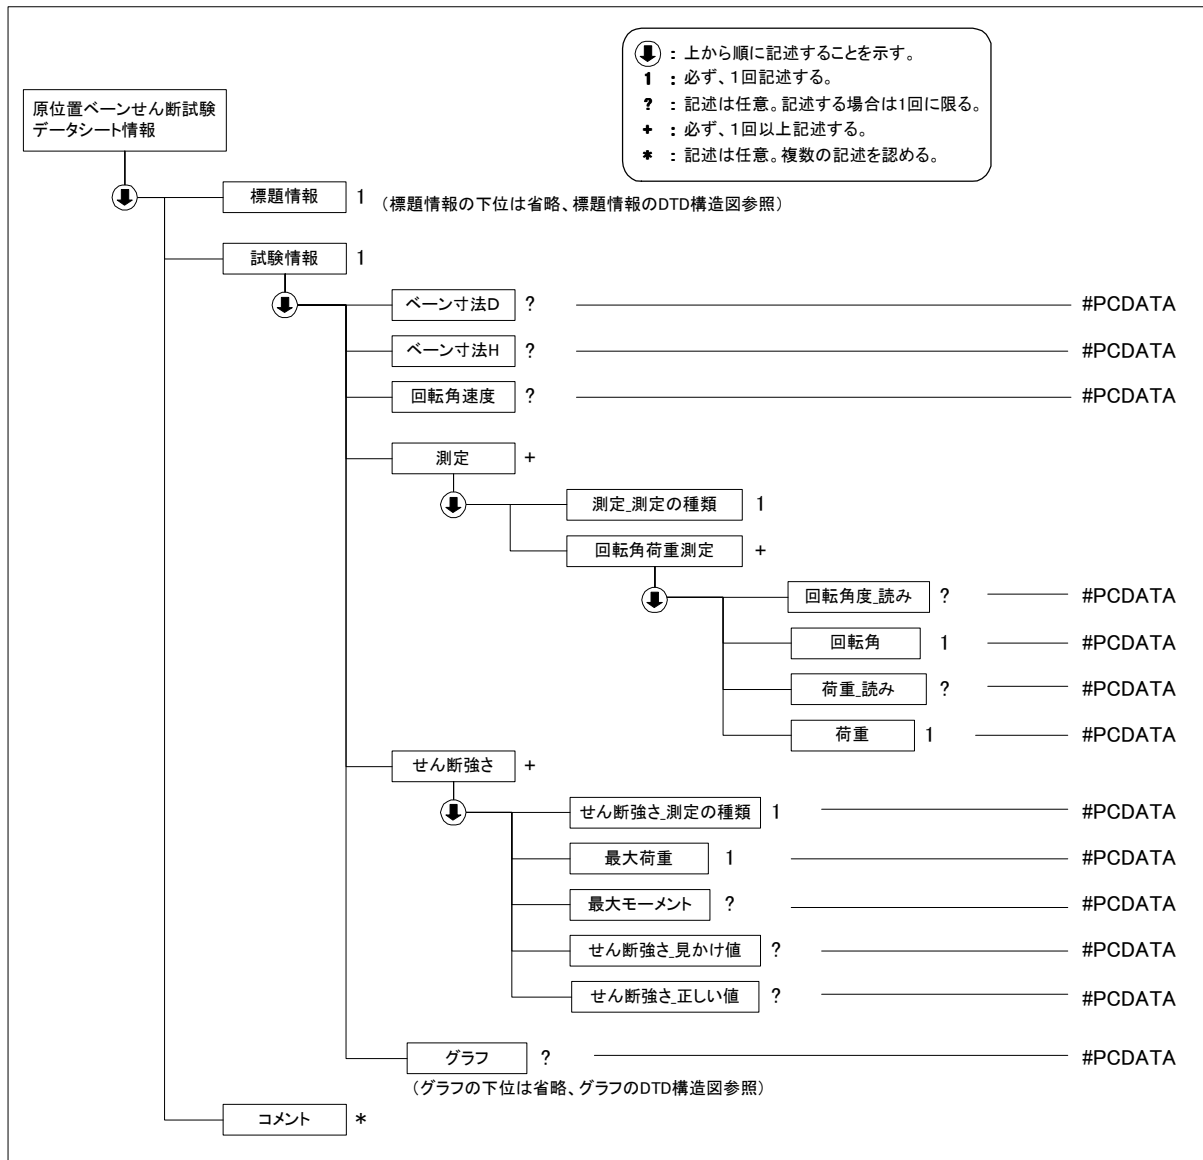 ：上から順に記述することを示す。
1 ：必ず、1回記述する。
? ：記述は任意。記述する場合は1回に限る。
+ ：必ず、1回以上記述する。
* ：記述は任意。複数の記述を認める。
原位置ベーンせん断試験
データシート情報
標題情報 1 （標題情報の下位は省略、標題情報のDTD構造図参照）
試験情報 1
ベーン寸法D ? #PCDATA
ベーン寸法H ? #PCDATA
回転角速度 ? #PCDATA
測定 +
測定_測定の種類 1
回転角荷重測定 +
回転角度_読み ? #PCDATA
回転角 1 #PCDATA
荷重_読み ? #PCDATA
荷重 1 #PCDATA
せん断強さ +
せん断強さ_測定の種類 1 #PCDATA
最大荷重 1 #PCDATA
最大モーメント ? #PCDATA
せん断強さ_見かけ値 ? #PCDATA
せん断強さ_正しい値 ? #PCDATA
グラフ ? #PCDATA
（グラフの下位は省略、グラフのDTD構造図参照）
コメント *